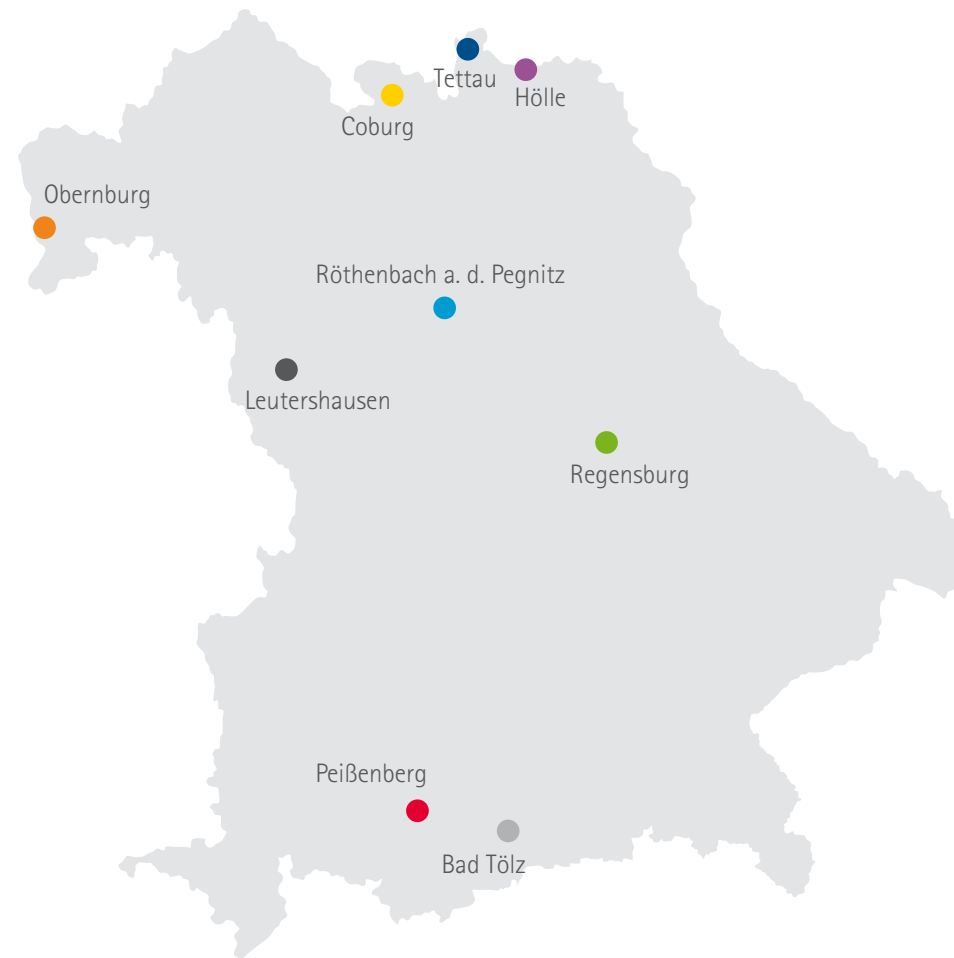 Tettau
Hölle
Coburg
Obernburg
Röthenbach a. d. Pegnitz
Leutershausen
Regensburg
Peißenberg
Bad Tölz